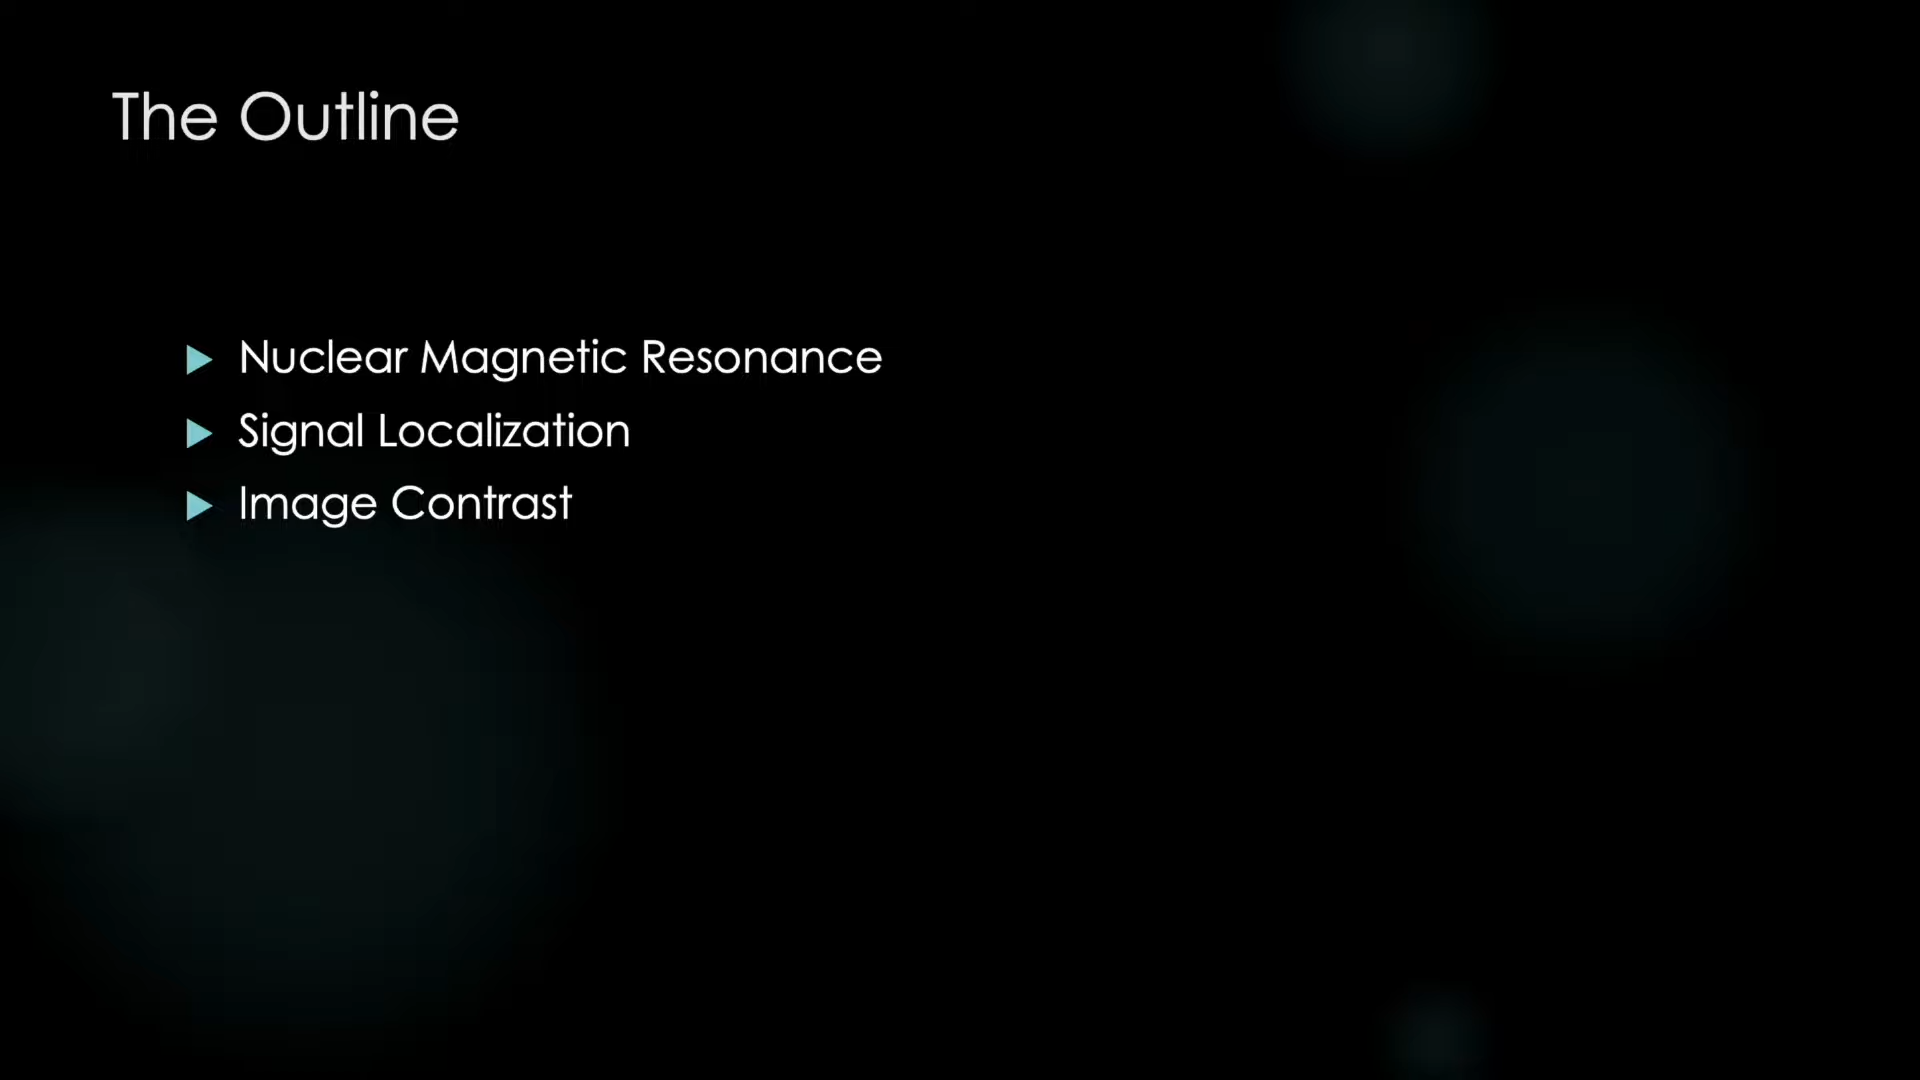 The Outline
Nuclear Magnetic Resonance
Signal Localization
Image Contrast